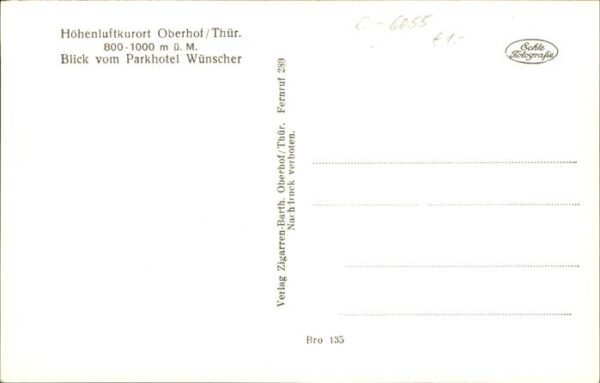 Höhenluftkurort Oberhof/Thür.
800-1000 m ü. M.
Blick vom Parkhotel Wünscher
6055
€1.-
Echte
Fotografie
Verlag Zigarren-Barth, Oberhof/Thür. Fernruf 289
Nachdruck verboten.
Bro 135